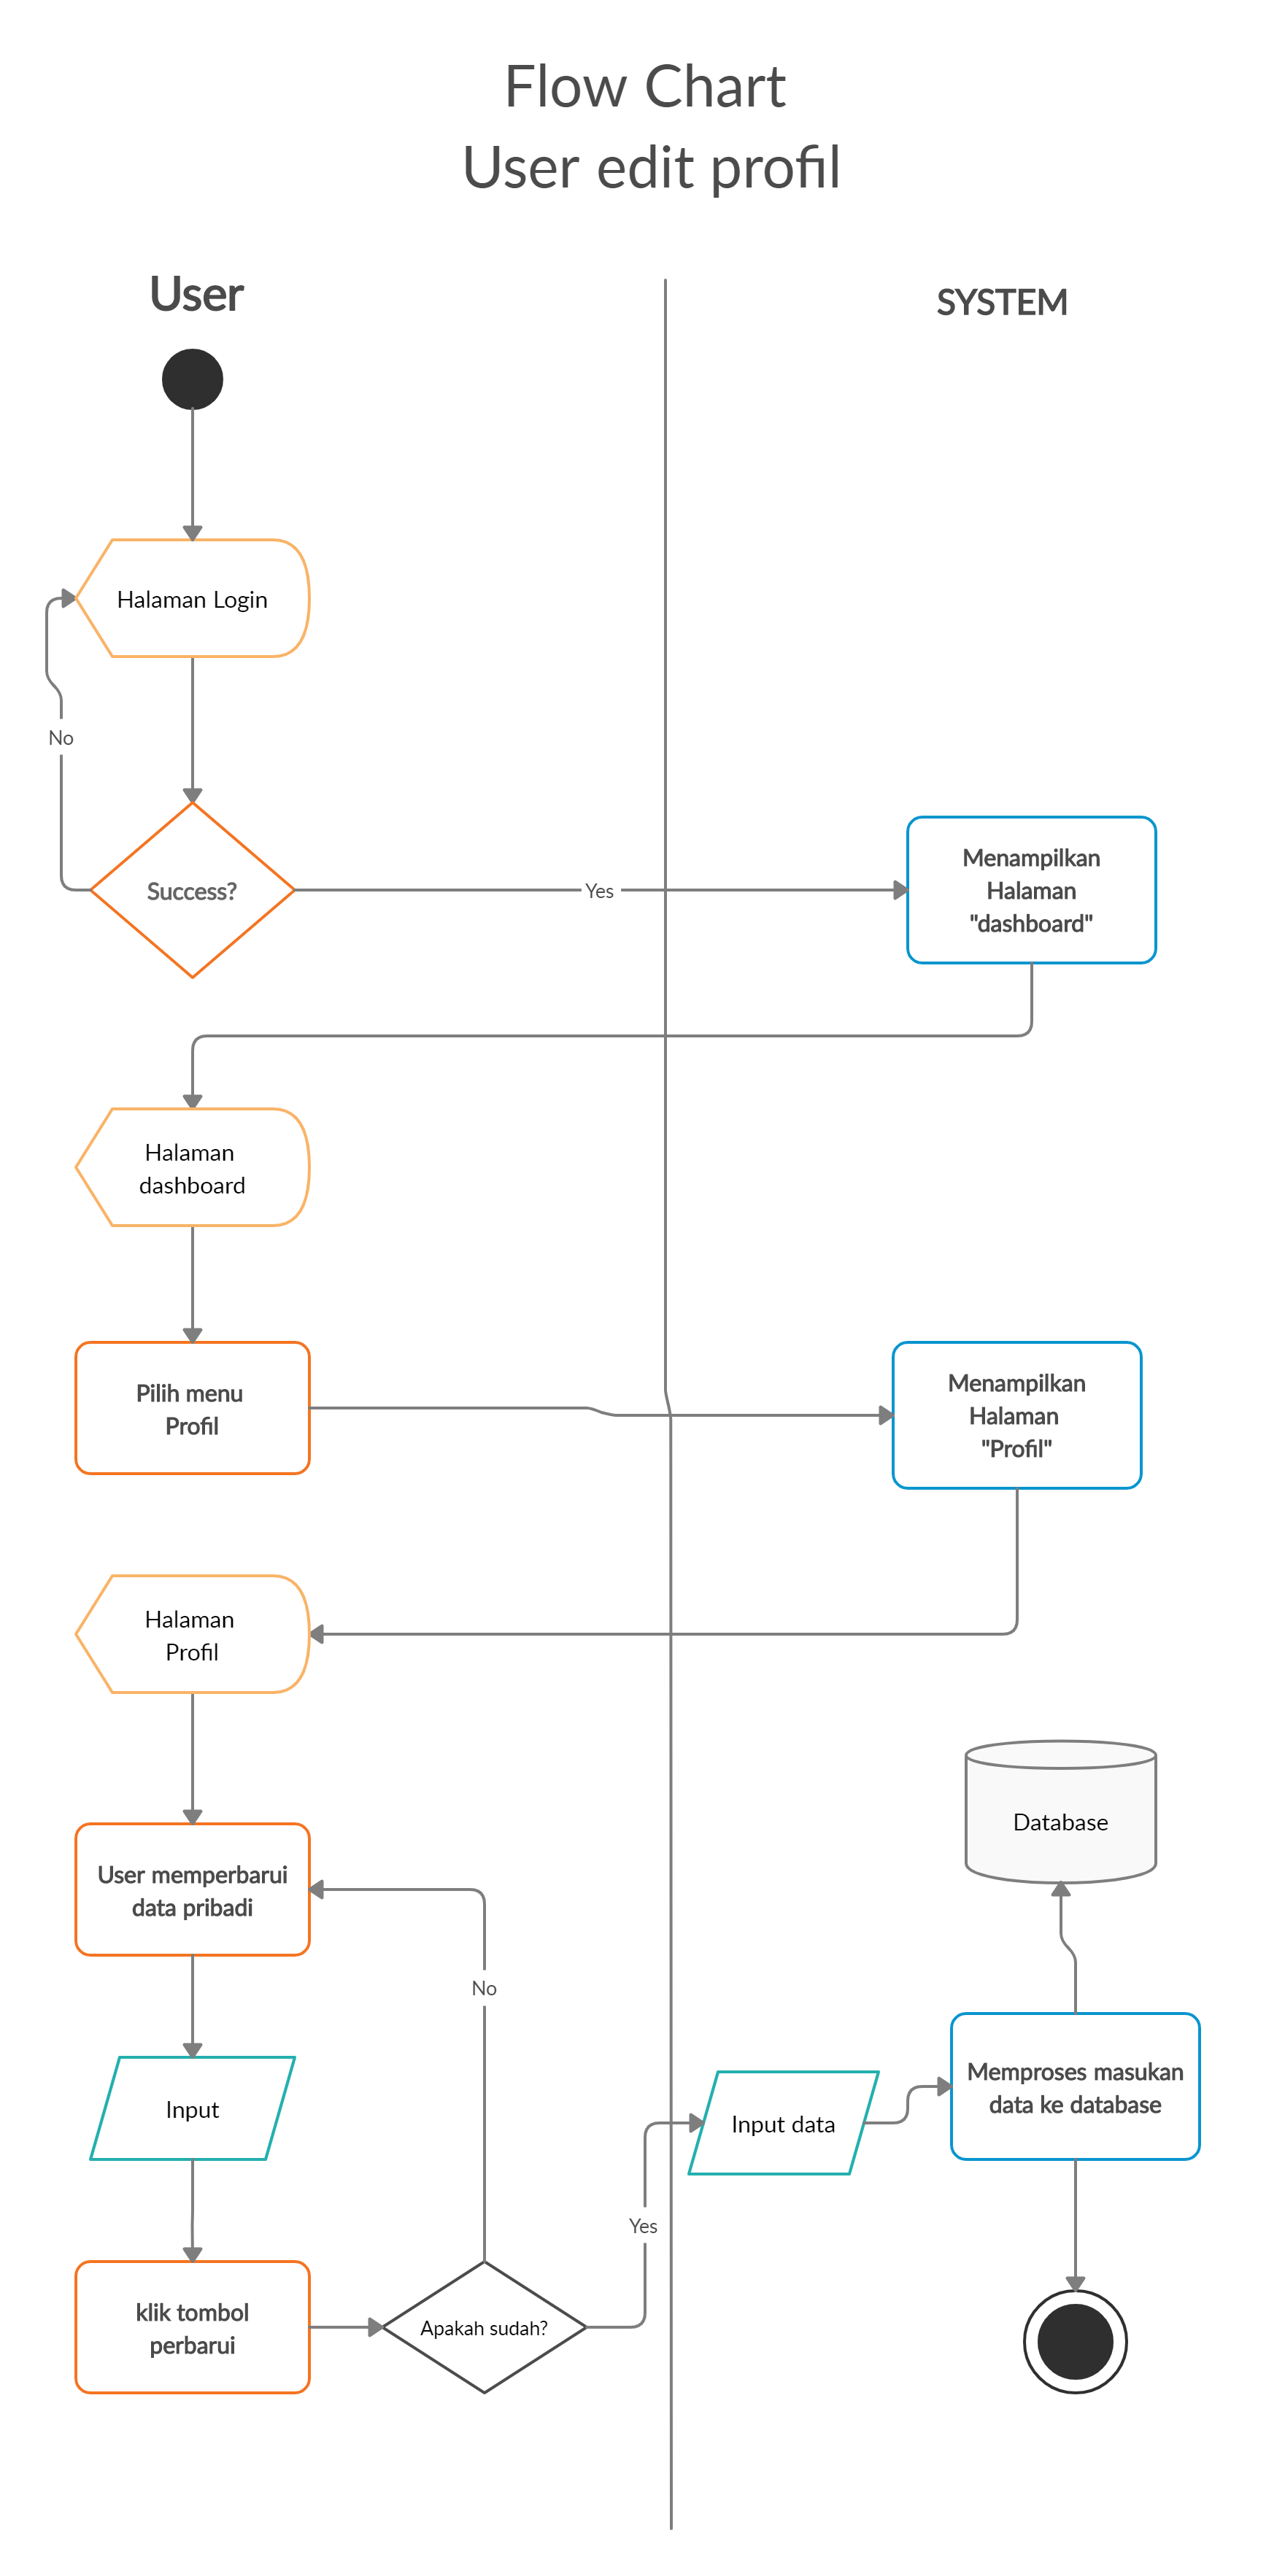 Flow Chart
User edit profil
User
SYSTEM
Halaman Login
No
Success?
Yes
Menampilkan
Halaman
"dashboard"
Halaman
dashboard
Pilih menu
Profil
Menampilkan
Halaman
"Profil"
Halaman
Profil
Database
User memperbarui
data pribadi
No
Memproses masukan
data ke database
Input
Input data
Yes
klik tombol
perbarui
Apakah sudah?